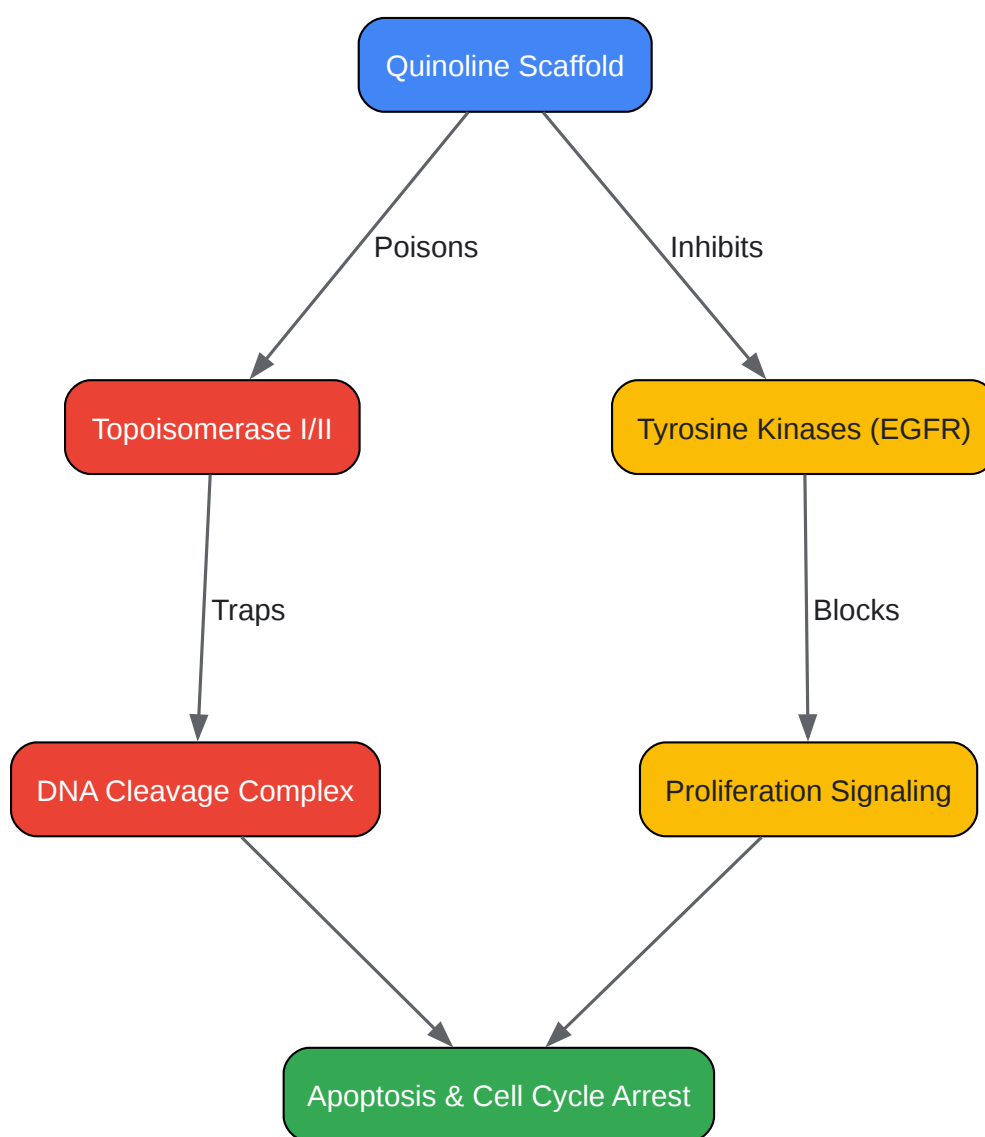 Quinoline Scaffold
Poisons
Inhibits
Topoisomerase I/II
Tyrosine Kinases (EGFR)
Traps
Blocks
DNA Cleavage Complex
Proliferation Signaling
Apoptosis & Cell Cycle Arrest